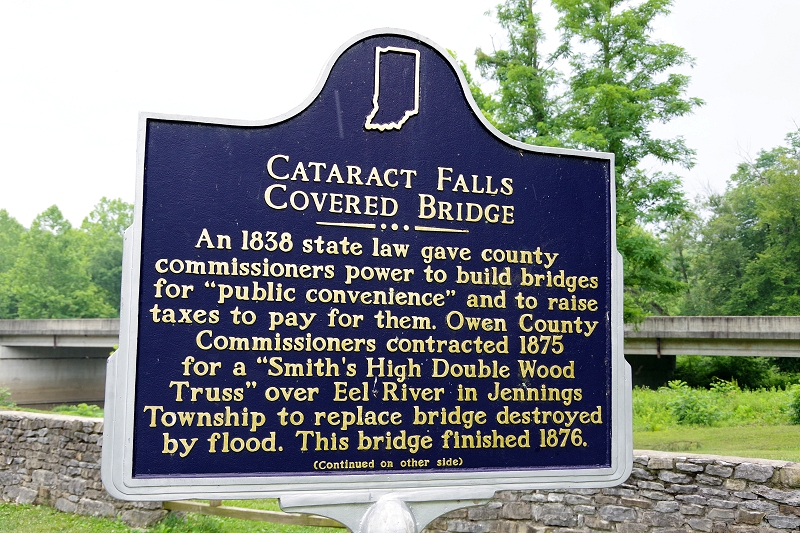 CATARACT FALLS
COVERED BRIDGE
An 1838 state law gave county
commissioners power to build bridges
for “public convenience” and to raise
taxes to pay for them. Owen County
Commissioners contracted 1875
for a “Smith's High Double Wood
Truss” over Eel River in Jennings
Township to replace bridge destroyed
by flood. This bridge finished 1876.
(Continued on other side)